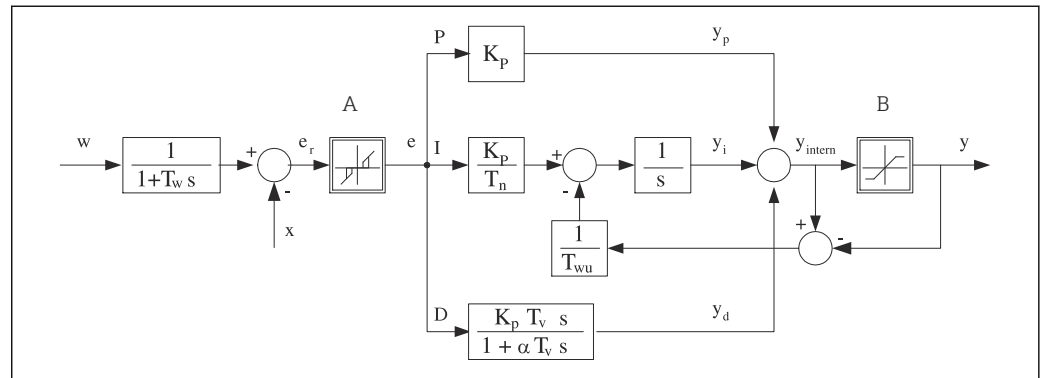 P
K_P
y_p
A
B
w
1
1+T_w s
+
-
e_r
e
I
K_P
T_n
+
-
1
s
y_i
y_intern
y
x
1
T_wu
+
-
D
K_p T_v s
1 + α T_v s
y_d